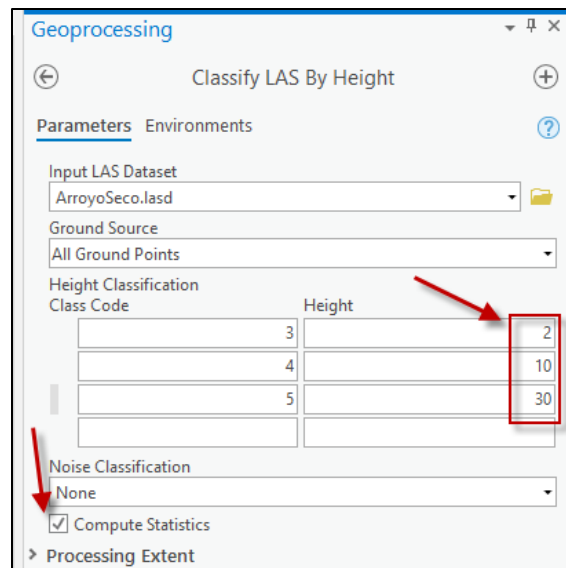 Geoprocessing
Classify LAS By Height
Parameters Environments
Input LAS Dataset
ArroyoSeco.lasd
Ground Source
All Ground Points
Height Classification
Class Code Height
3 2
4 10
5 30
Noise Classification
None
Compute Statistics
Processing Extent